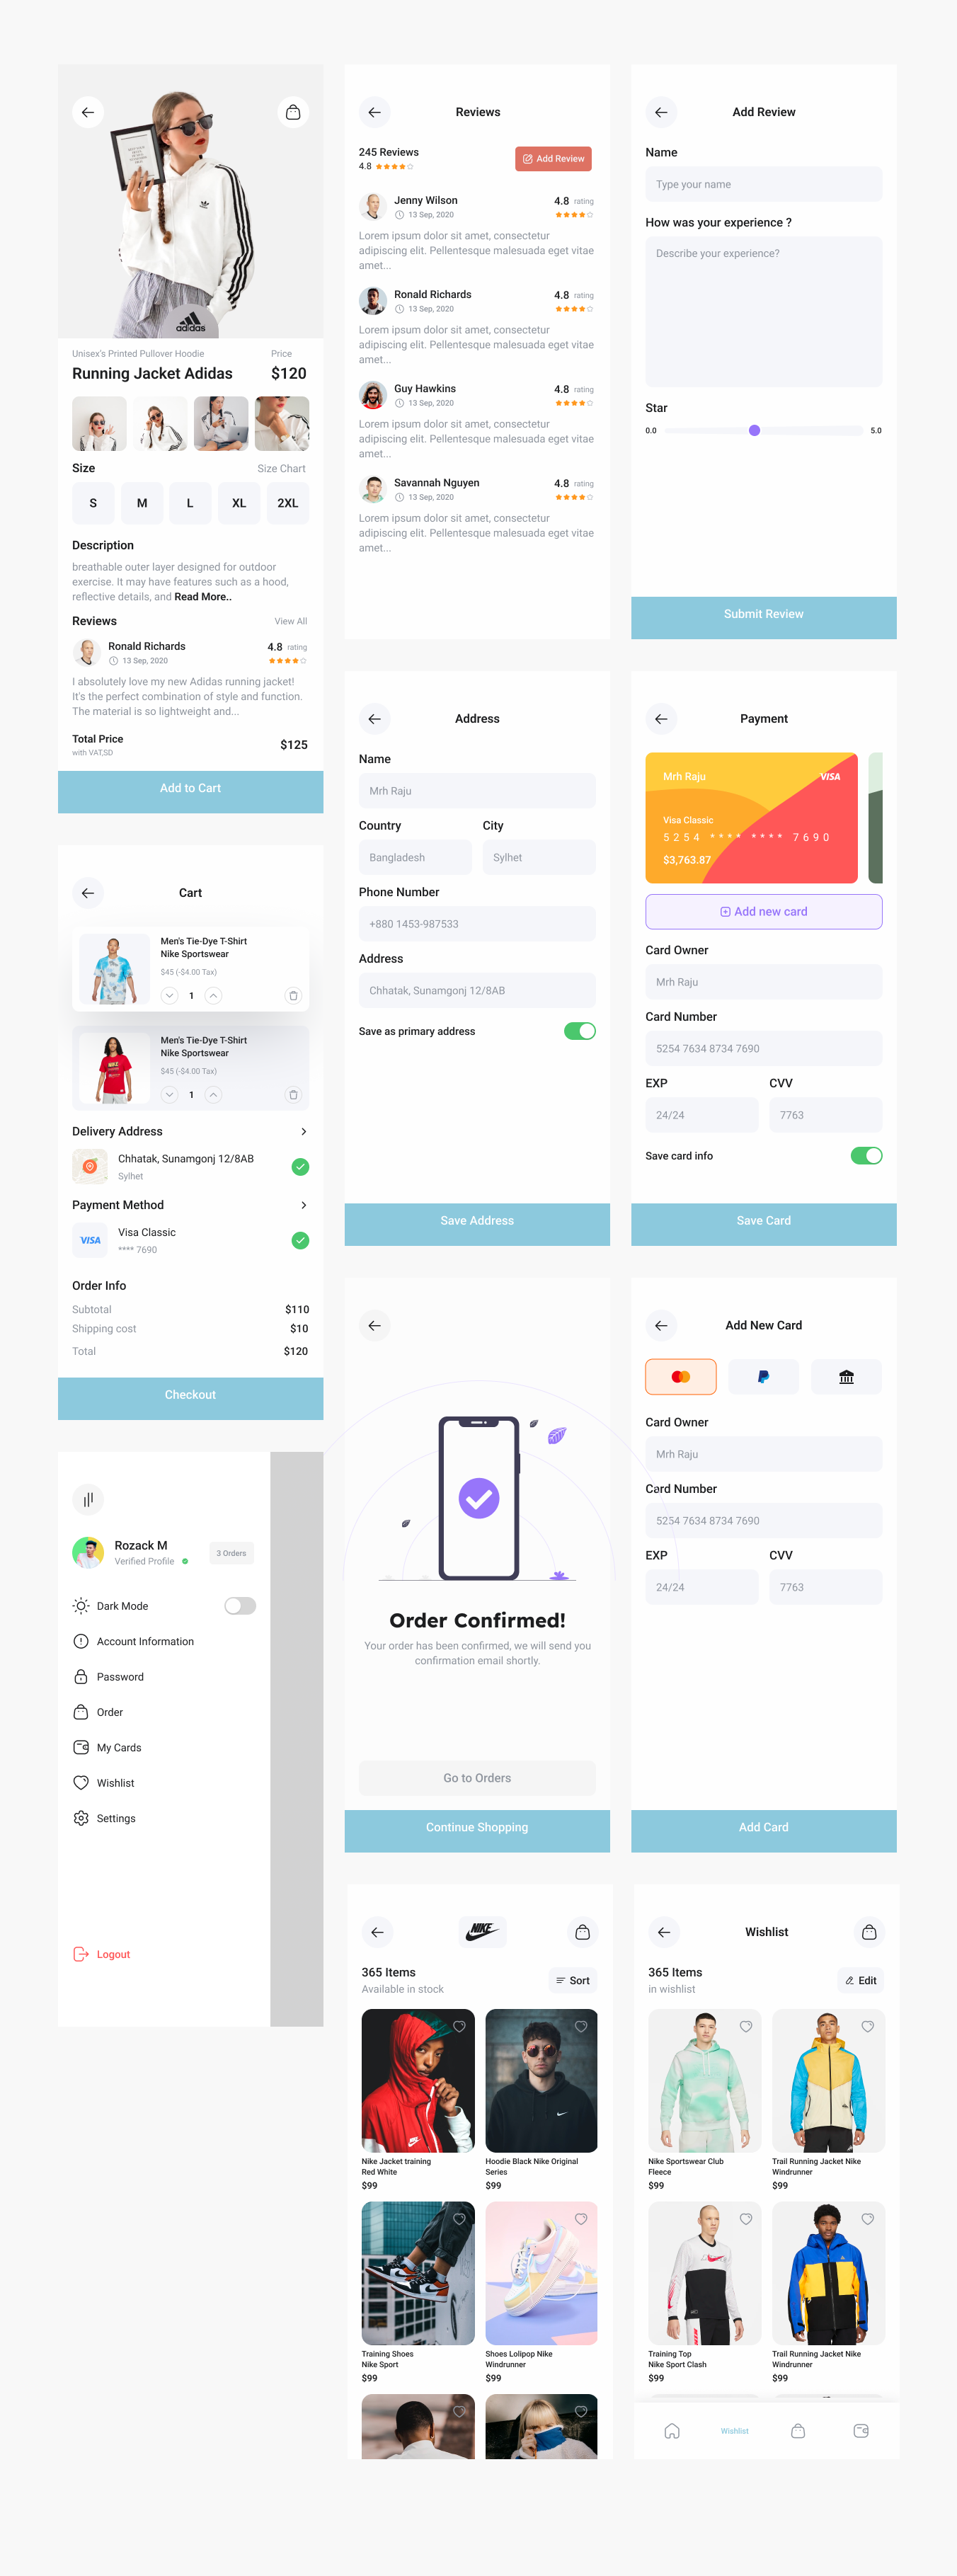 adidas
Unisex's Printed Pullover Hoodie
Price
Running Jacket Adidas
$120
Size
Size Chart
S
M
L
XL
2XL
Description
breathable outer layer designed for outdoor
exercise. It may have features such as a hood,
reflective details, and Read More..
Reviews
View All
Ronald Richards
4.8 rating
13 Sep, 2020
I absolutely love my new Adidas running jacket!
It's the perfect combination of style and function.
The material is so lightweight and...
Total Price
with VAT,SD
$125
Add to Cart
Reviews
245 Reviews
4.8
Add Review
Jenny Wilson
4.8 rating
13 Sep, 2020
Lorem ipsum dolor sit amet, consectetur
adipiscing elit. Pellentesque malesuada eget vitae
amet...
Ronald Richards
4.8 rating
13 Sep, 2020
Lorem ipsum dolor sit amet, consectetur
adipiscing elit. Pellentesque malesuada eget vitae
amet...
Guy Hawkins
4.8 rating
13 Sep, 2020
Lorem ipsum dolor sit amet, consectetur
adipiscing elit. Pellentesque malesuada eget vitae
amet...
Savannah Nguyen
4.8 rating
13 Sep, 2020
Lorem ipsum dolor sit amet, consectetur
adipiscing elit. Pellentesque malesuada eget vitae
amet...
Add Review
Name
Type your name
How was your experience ?
Describe your experience?
Star
0.0
5.0
Submit Review
Cart
Men's Tie-Dye T-Shirt
Nike Sportswear
$45 (-$4.00 Tax)
1
Men's Tie-Dye T-Shirt
Nike Sportswear
$45 (-$4.00 Tax)
1
Delivery Address
Chhatak, Sunamgonj 12/8AB
Sylhet
Payment Method
VISA
Visa Classic
**** 7690
Order Info
Subtotal
$110
Shipping cost
$10
Total
$120
Checkout
Address
Name
Mrh Raju
Country
City
Bangladesh
Sylhet
Phone Number
+880 1453-987533
Address
Chhatak, Sunamgonj 12/8AB
Save as primary address
Save Address
Payment
Mrh Raju
VISA
Visa Classic
5254 **** **** 7690
$3,763.87
Add new card
Card Owner
Mrh Raju
Card Number
5254 7634 8734 7690
EXP
CVV
24/24
7763
Save card info
Save Card
Rozack M
Verified Profile
3 Orders
Dark Mode
Account Information
Password
Order
My Cards
Wishlist
Settings
Logout
Order Confirmed!
Your order has been confirmed, we will send you
confirmation email shortly.
Go to Orders
Continue Shopping
Add New Card
Card Owner
Mrh Raju
Card Number
5254 7634 8734 7690
EXP
CVV
24/24
7763
Add Card
NIKE
365 Items
Available in stock
Sort
Nike Jacket training
Red White
$99
Hoodie Black Nike Original
Series
$99
Training Shoes
Nike Sport
$99
Shoes Lolipop Nike
Windrunner
$99
Wishlist
365 Items
in wishlist
Edit
Nike Sportswear Club
Fleece
$99
Trail Running Jacket Nike
Windrunner
$99
Training Top
Nike Sport Clash
$99
Trail Running Jacket Nike
Windrunner
$99
Wishlist